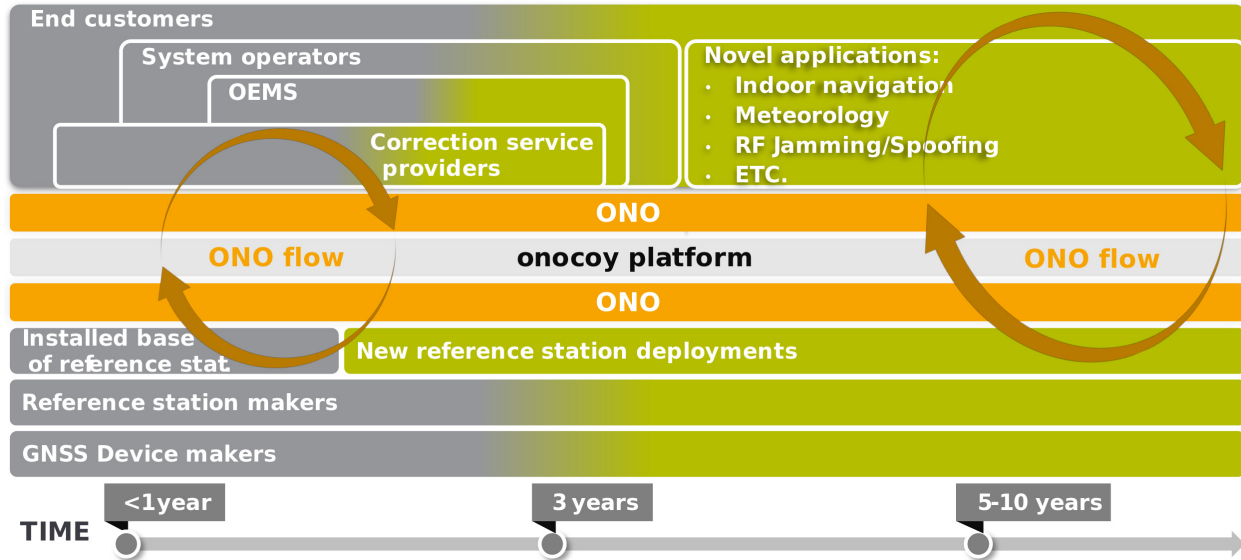 End customers
System operators
OEMS
Correction service
providers
Novel applications:
· Indoor navigation
· Meteorology
· RF Jamming/Spoofing
· ETC.
ONO
ONO flow
onocoy platform
ONO flow
ONO
Installed base
of reference stat.
New reference station deployments
Reference station makers
GNSS Device makers
TIME
<1year
3 years
5-10 years